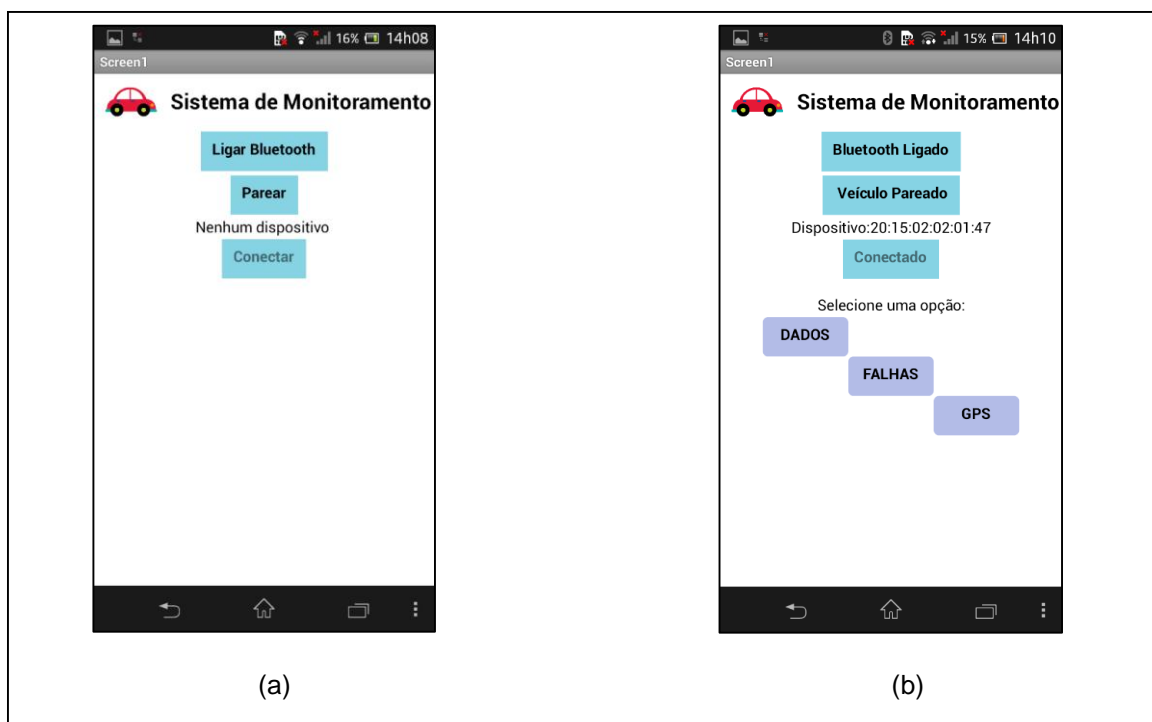 16% 14h08
Screen1
Sistema de Monitoramento
Ligar Bluetooth
Parear
Nenhum dispositivo
Conectar
(a)
15% 14h10
Screen1
Sistema de Monitoramento
Bluetooth Ligado
Veículo Pareado
Dispositivo:20:15:02:02:01:47
Conectado
Selecione uma opção:
DADOS
FALHAS
GPS
(b)